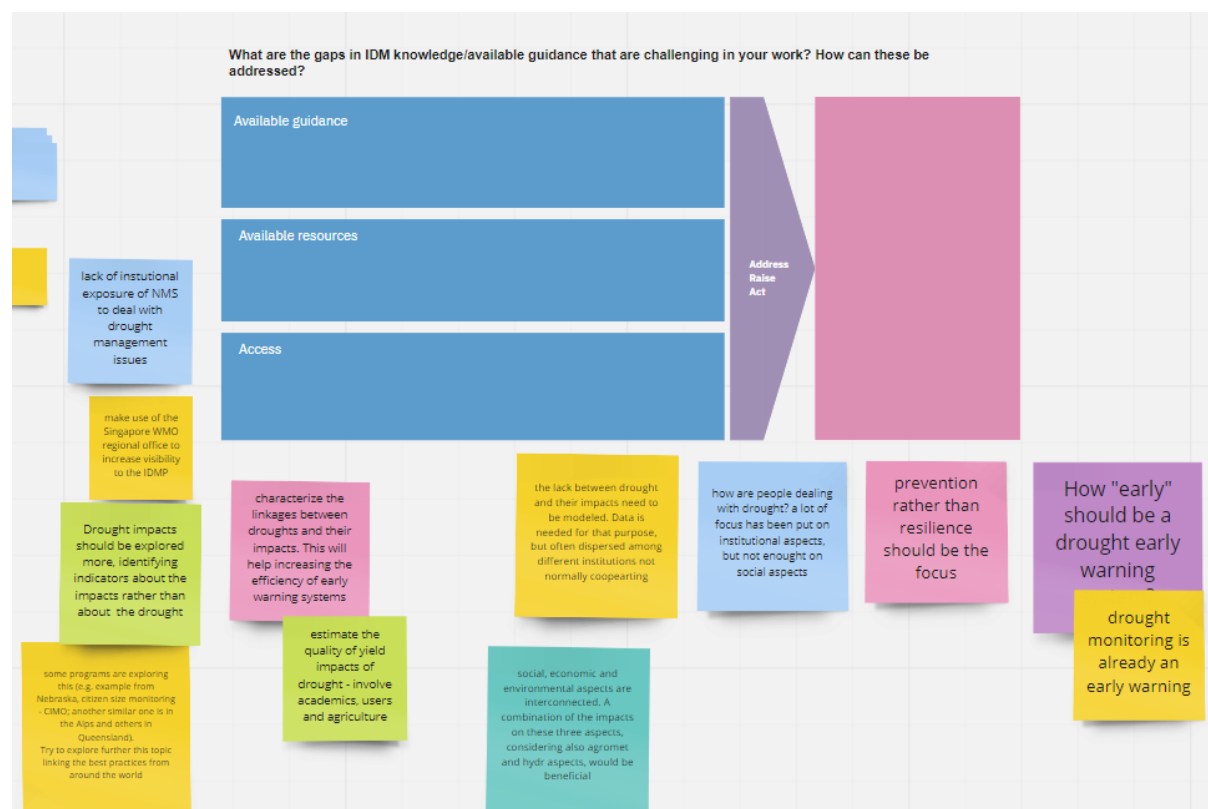 What are the gaps in IDM knowledge/available guidance that are challenging in your work? How can these be
addressed?
Available guidance
Available resources
Access
Address
Raise
Act
lack of instutional
exposure of NMS
to deal with
drought
management
issues
make use of the
Singapore WMO
regional office to
increase visibility
to the IDMP
Drought impacts
should be explored
more, identifying
indicators about the
impacts rather than
about the drought
some programs are exploring
this (e.g. example from
Nebraska, citizen size monitoring
- CIMO; another similar one is in
the Alps and others in
Queensland).
Try to explore further this topic
linking the best practices from
around the world
characterize the
linkages between
droughts and their
impacts. This will
help increasing the
efficiency of early
warning systems
estimate the
quality of yield
impacts of
drought - involve
academics, users
and agriculture
the lack between drought
and their impacts need to
be modeled. Data is
needed for that purpose,
but often dispersed among
different institutions not
normally coopearting
social, economic and
environmental aspects are
interconnected. A
combination of the impacts
on these three aspects,
considering also agromet
and hydr aspects, would be
beneficial
how are people dealing
with drought? a lot of
focus has been put on
institutional aspects,
but not enought on
social aspects
prevention
rather than
resilience
should be the
focus
How "early"
should be a
drought early
warning
drought
monitoring is
already an
early warning